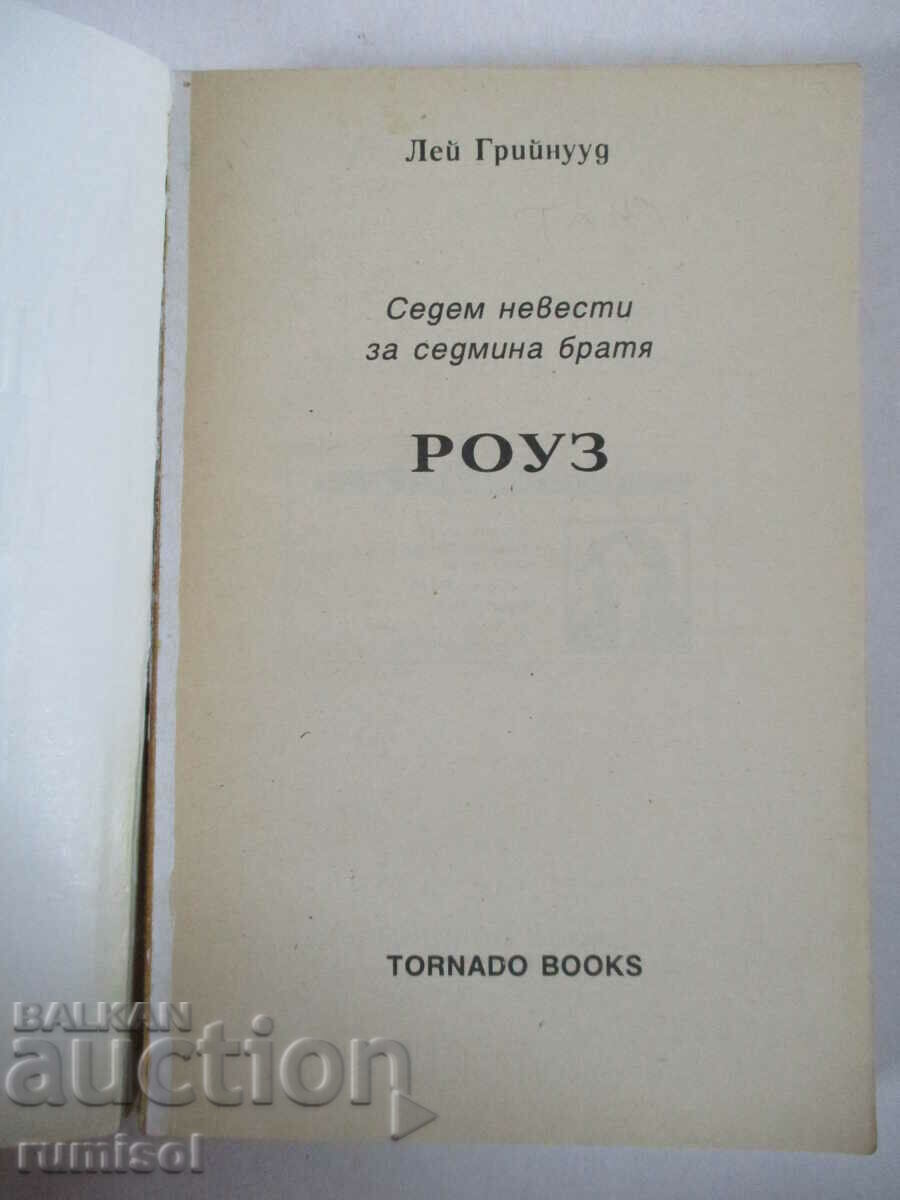 Лей Грийнууд
Седем невести
за седмина братя
РОУЗ
TORNADO BOOKS
BALKAN
auction
rumisol